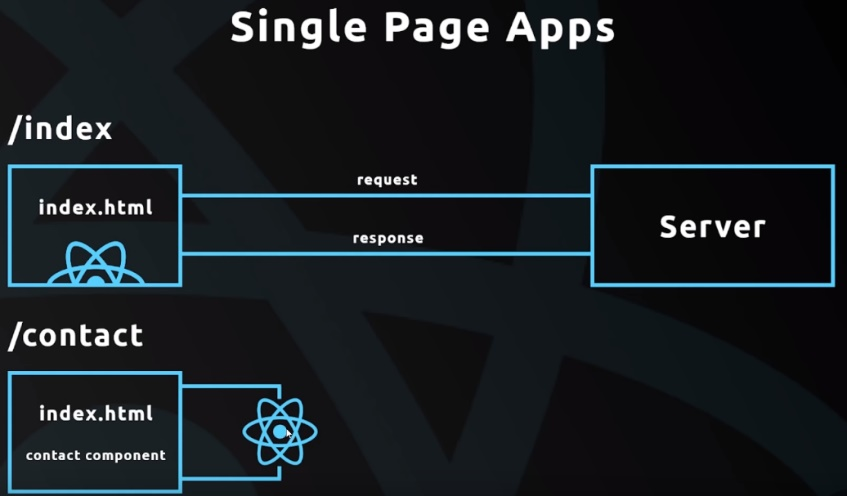 Single Page Apps
/index
request
index.html
Server
response
/contact
index.html
contact component